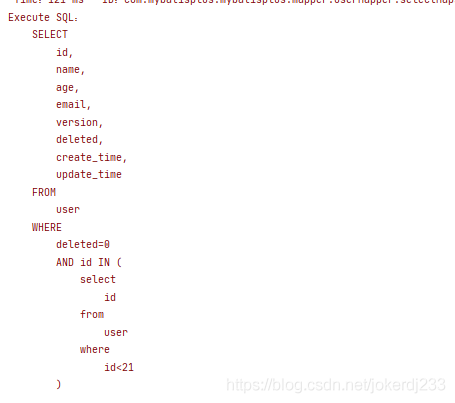 Time：121 ms - ID：com.mybatisplus.mybatisplus.mapper.UserMapper.selectMap
Execute SQL：
SELECT
id,
name,
age,
email,
version,
deleted,
create_time,
update_time
FROM
user
WHERE
deleted=0
AND id IN (
select
id
from
user
where
id<21
)
https://blog.csdn.net/jokerdj233